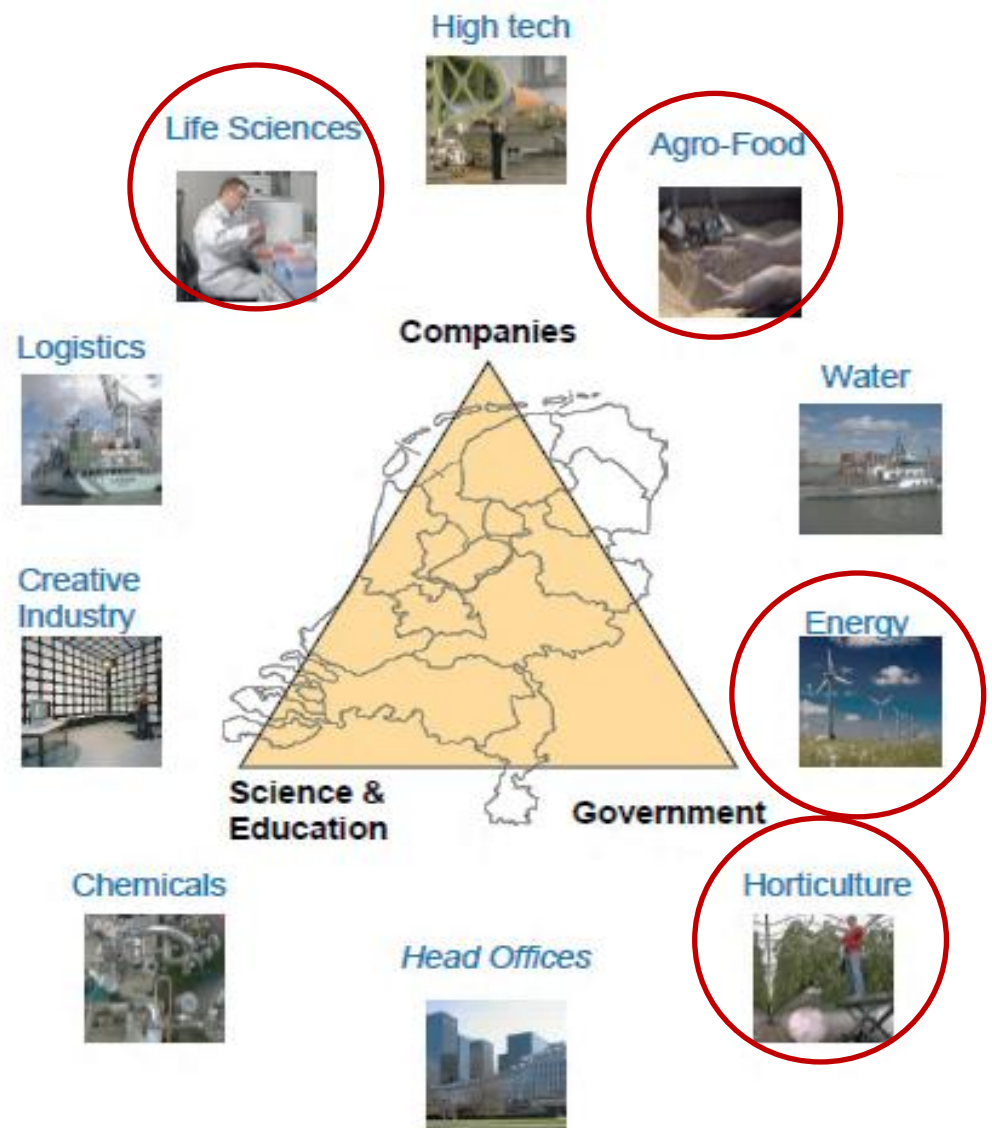 High tech
Life Sciences
Agro-Food
Companies
Logistics
Water
Creative
Industry
Energy
Science &
Education
Government
Chemicals
Horticulture
Head Offices